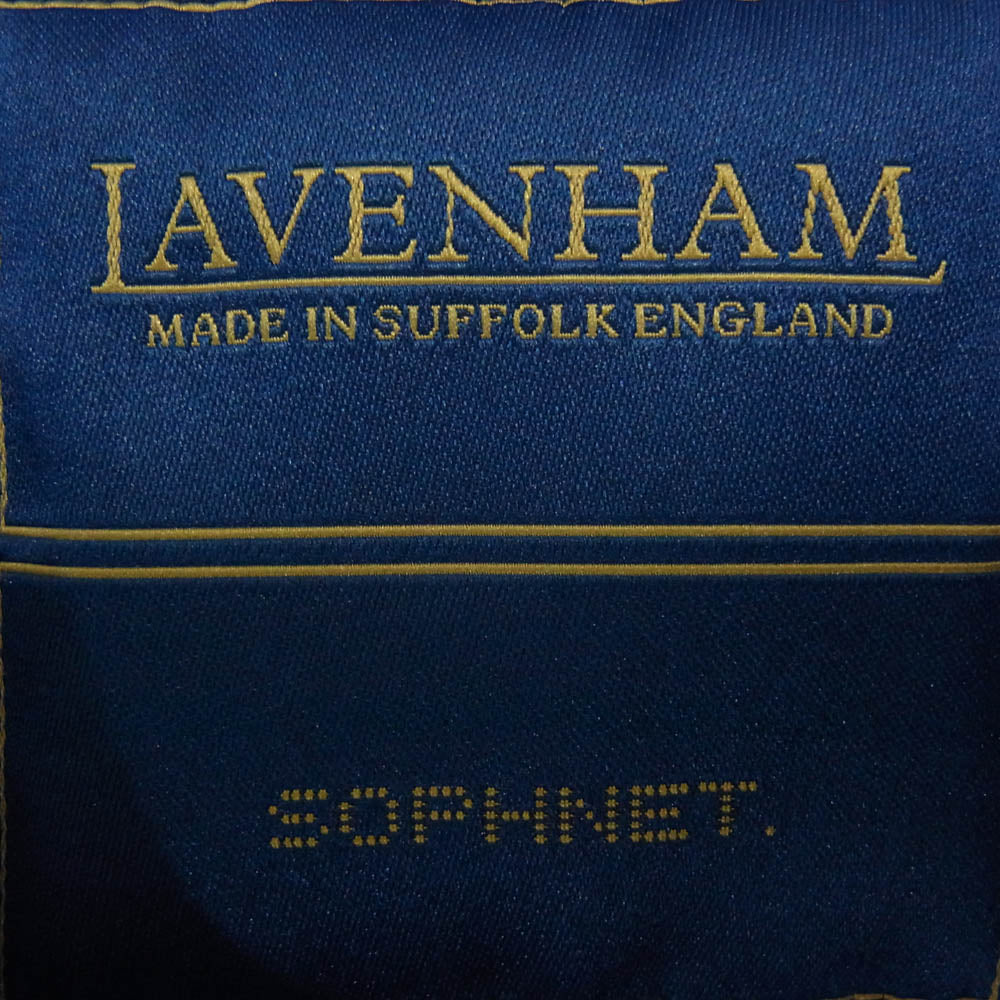 LAVENHAM
MADE IN SUFFOLK ENGLAND
SOPHNET.